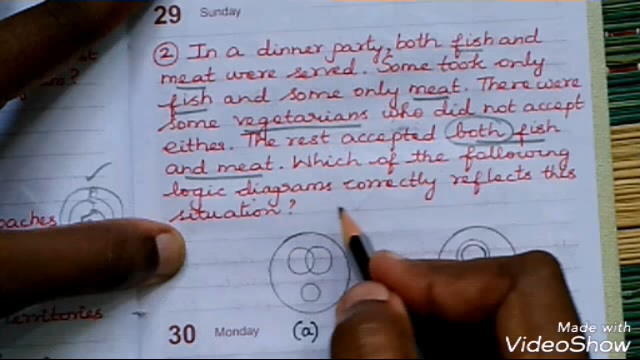 29 Sunday
② In a dinner party, both fish and
meat were served. Some took only
fish and some only meat. There were
some vegetarians who did not accept
either. The rest accepted both fish
and meat. Which of the following
logic diagrams correctly reflects this
situation?
oaches
territories
30 Monday
(a)
Made with
VideoShow